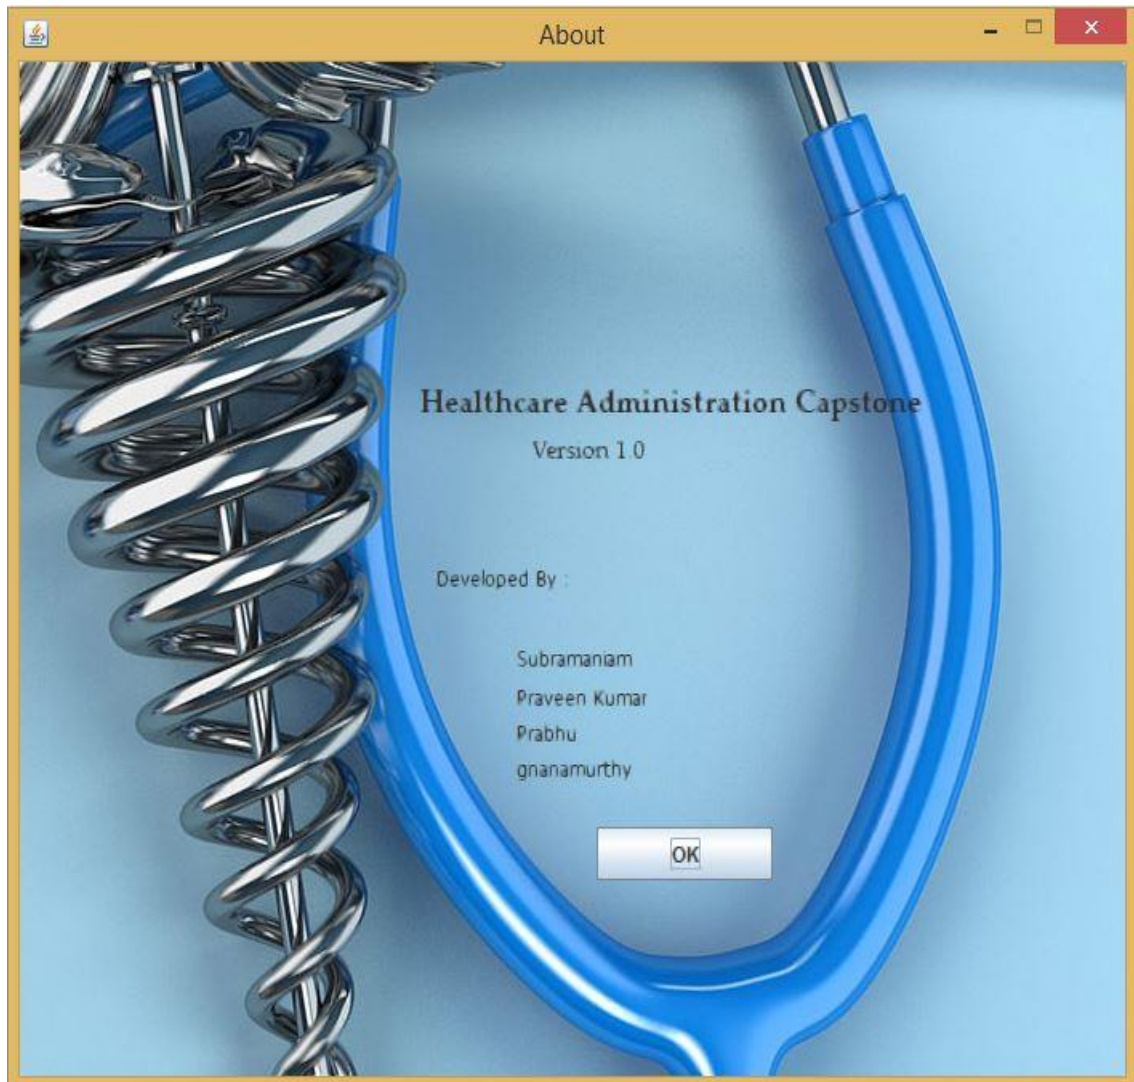 About
Healthcare Administration Capstone
Version 1.0
Developed By :
Subramaniam
Praveen Kumar
Prabhu
gnanamurthy
OK